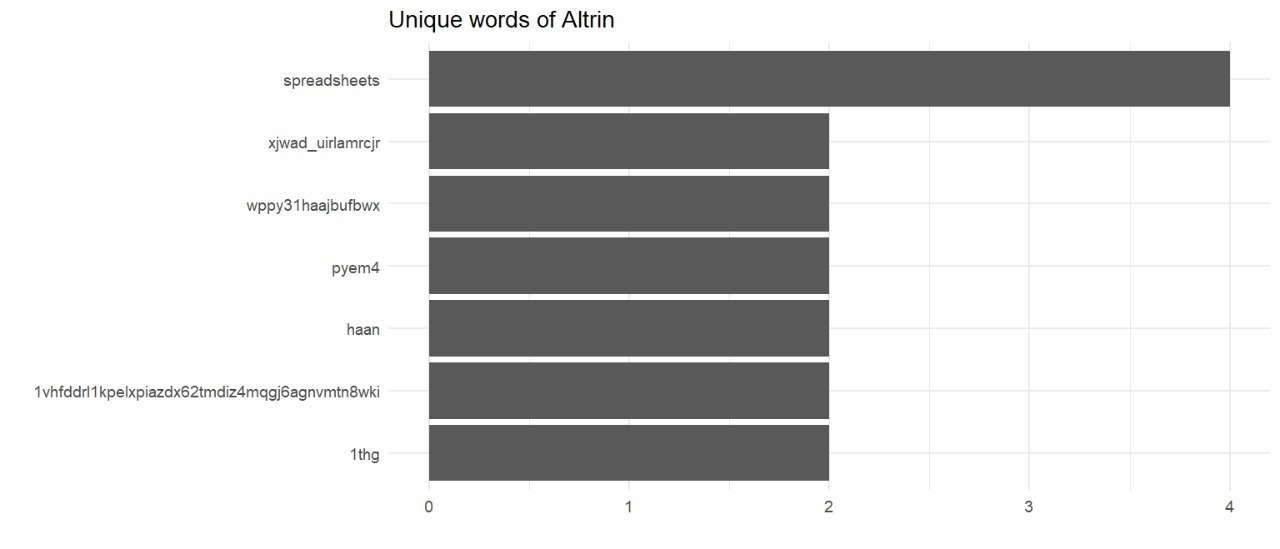 Unique words of Altrin
spreadsheets
xjwad_uirlamrcjr
wppy31haajbufbwx
pyem4
haan
1vhfddrl1kpelxpiazdx62tmdiz4mqgj6agnvmtn8wki
1thg
0 1 2 3 4